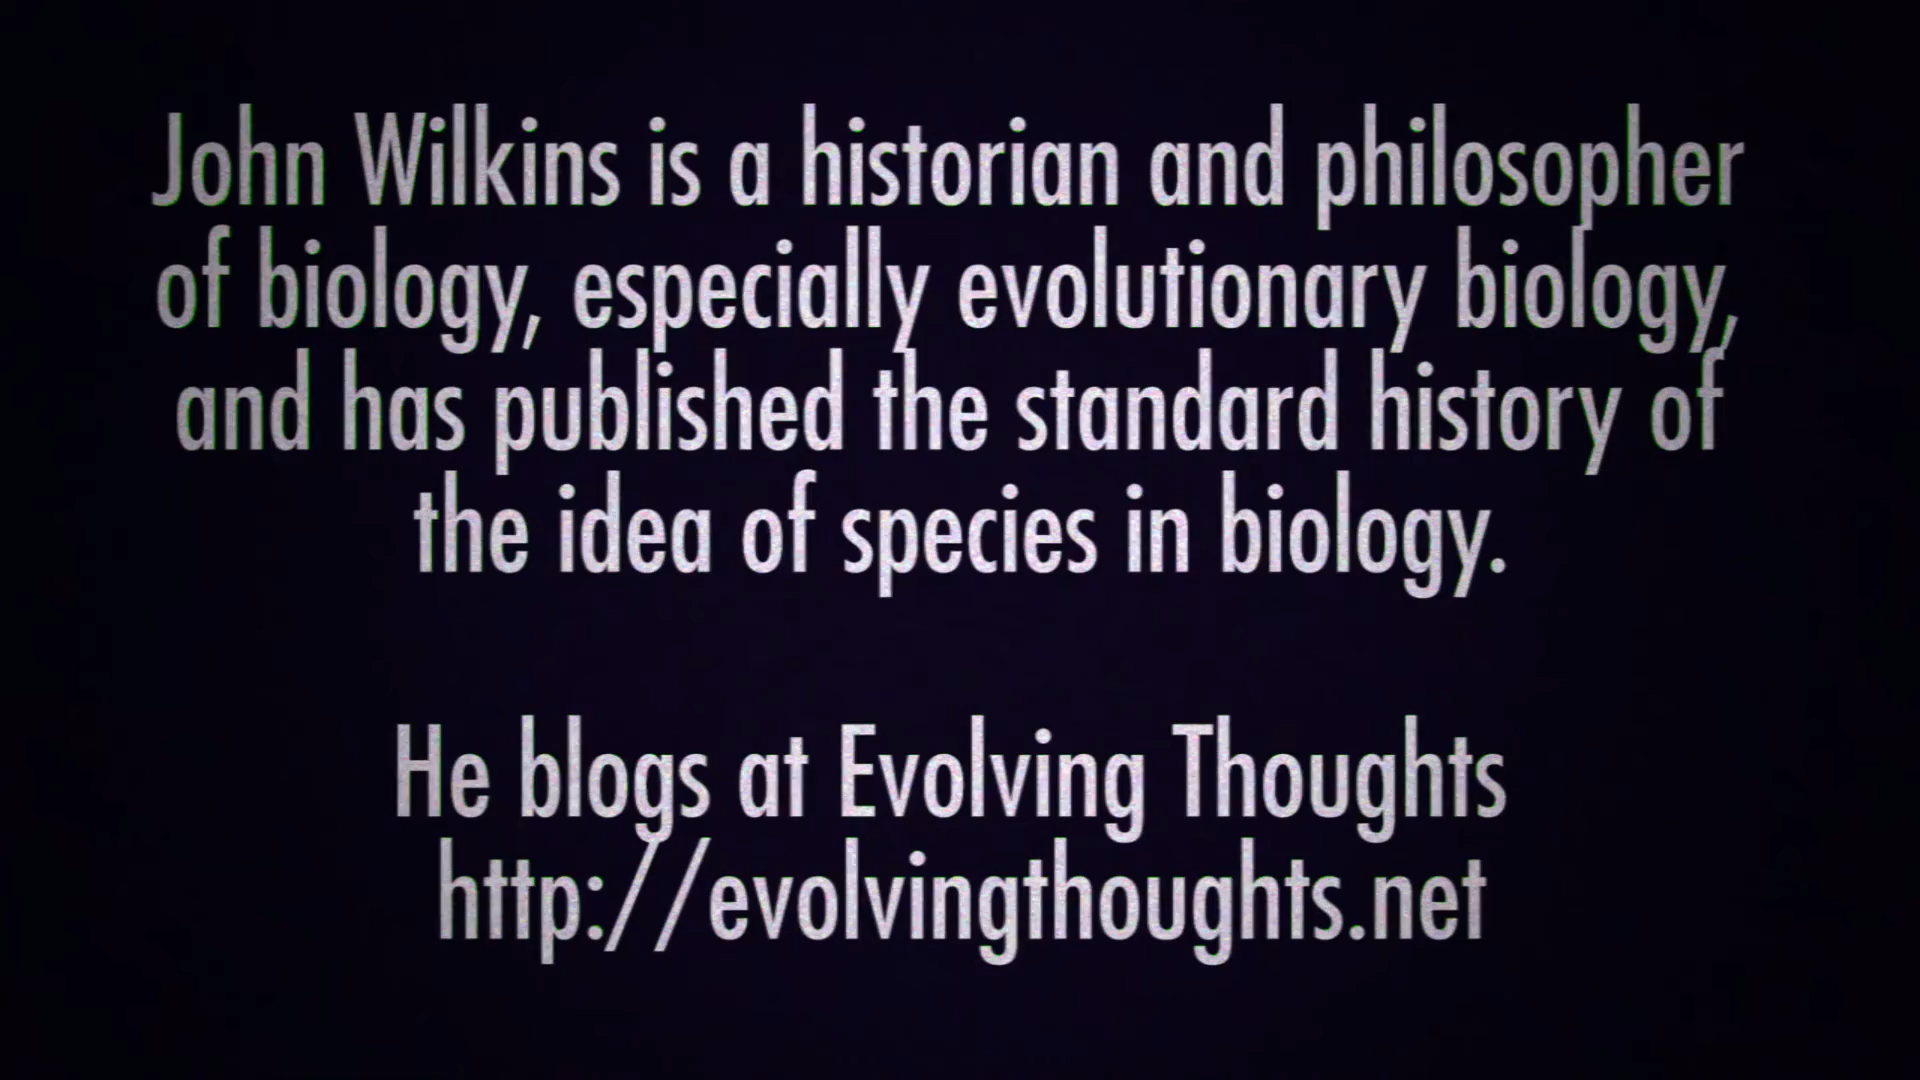 John Wilkins is a historian and philosopher
of biology, especially evolutionary biology,
and has published the standard history of
the idea of species in biology.
He blogs at Evolving Thoughts
http://evolvingthoughts.net